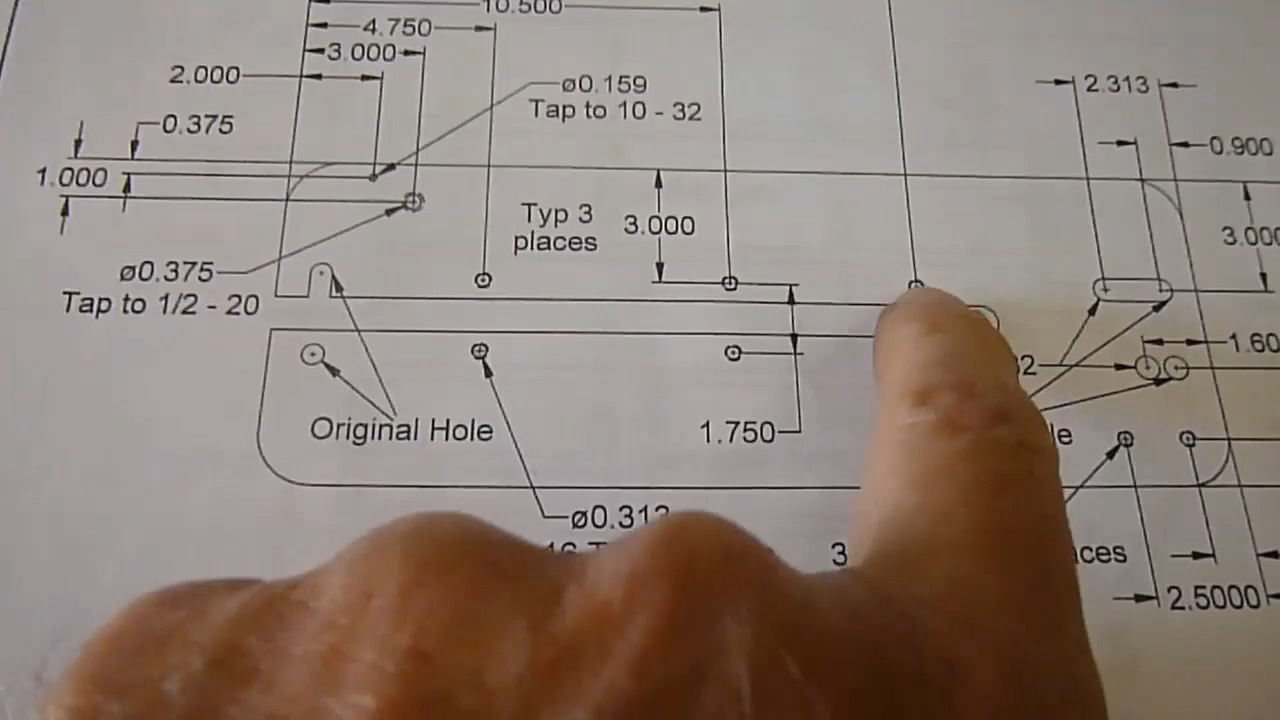 10.500
4.750
3.000
2.000
ø0.159
Tap to 10 - 32
2.313
0.375
0.900
1.000
Typ 3
places
3.000
3.000
ø0.375
Tap to 1/2 - 20
1.60
Original Hole
1.750
ø0.313
3
2.5000